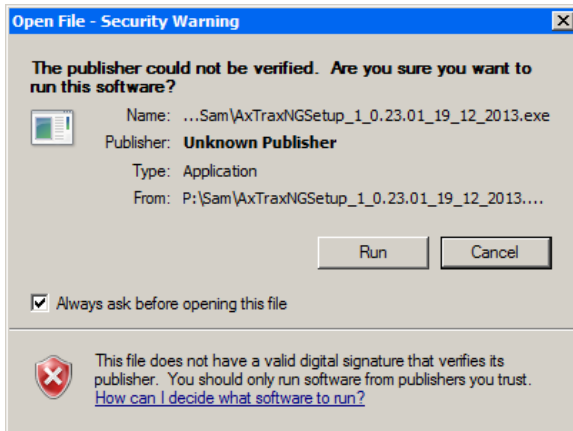 Open File - Security Warning
The publisher could not be verified. Are you sure you want to
run this software?
Name: ...Sam\AxTraxNGSetup_1_0.23.01_19_12_2013.exe
Publisher: Unknown Publisher
Type: Application
From: P:\Sam\AxTraxNGSetup_1_0.23.01_19_12_2013....
Run Cancel
Always ask before opening this file
This file does not have a valid digital signature that verifies its
publisher. You should only run software from publishers you trust.
How can I decide what software to run?